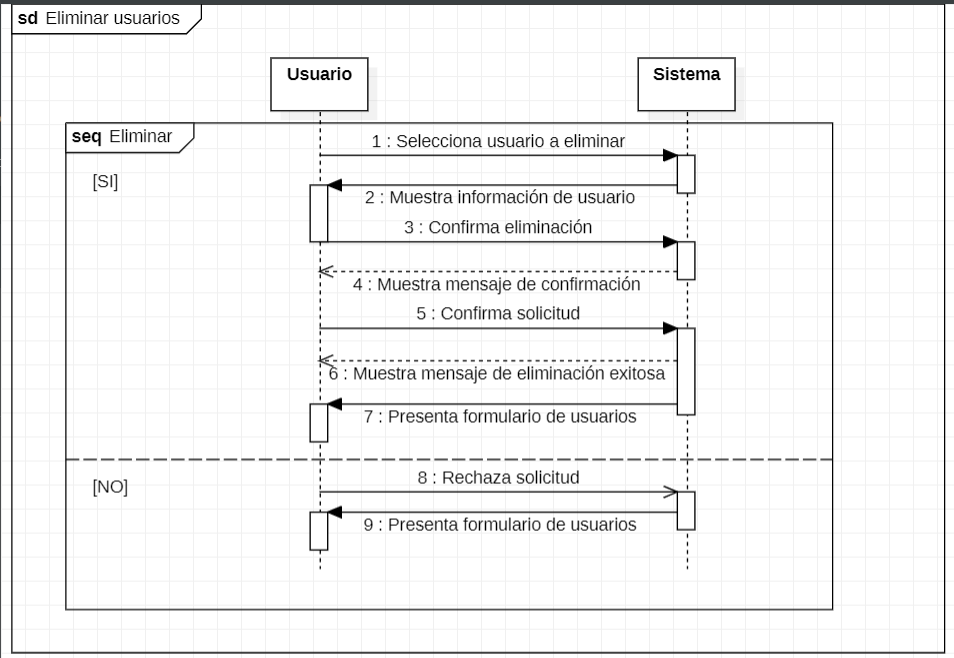 sd Eliminar usuarios
Usuario
Sistema
seq Eliminar
1 : Selecciona usuario a eliminar
[SI]
2 : Muestra información de usuario
3 : Confirma eliminación
4 : Muestra mensaje de confirmación
5 : Confirma solicitud
6 : Muestra mensaje de eliminación exitosa
7 : Presenta formulario de usuarios
8 : Rechaza solicitud
[NO]
9 : Presenta formulario de usuarios